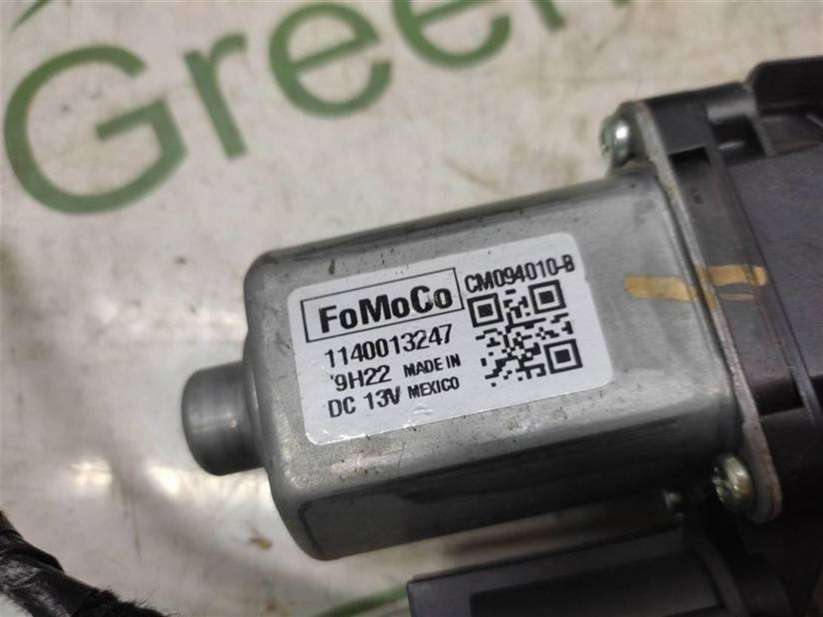 Green
FoMoCo
CM094010-B
1140013247
'9H22 MADE IN
DC 13V MEXICO